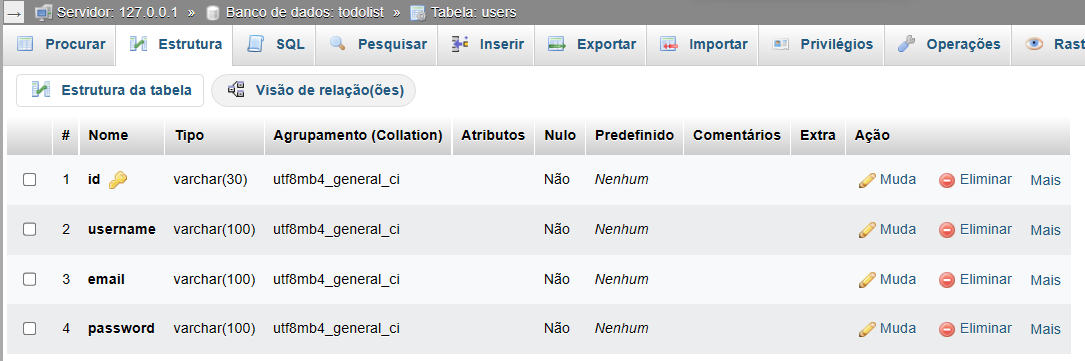 Servidor: 127.0.0.1 » Banco de dados: todolist » Tabela: users
Procurar Estrutura SQL Pesquisar Inserir Exportar Importar Privilégios Operações Rast
Estrutura da tabela Visão de relação(ões)
# Nome Tipo Agrupamento (Collation) Atributos Nulo Predefinido Comentários Extra Ação
1 id varchar(30) utf8mb4_general_ci Não Nenhum Muda Eliminar Mais
2 username varchar(100) utf8mb4_general_ci Não Nenhum Muda Eliminar Mais
3 email varchar(100) utf8mb4_general_ci Não Nenhum Muda Eliminar Mais
4 password varchar(100) utf8mb4_general_ci Não Nenhum Muda Eliminar Mais